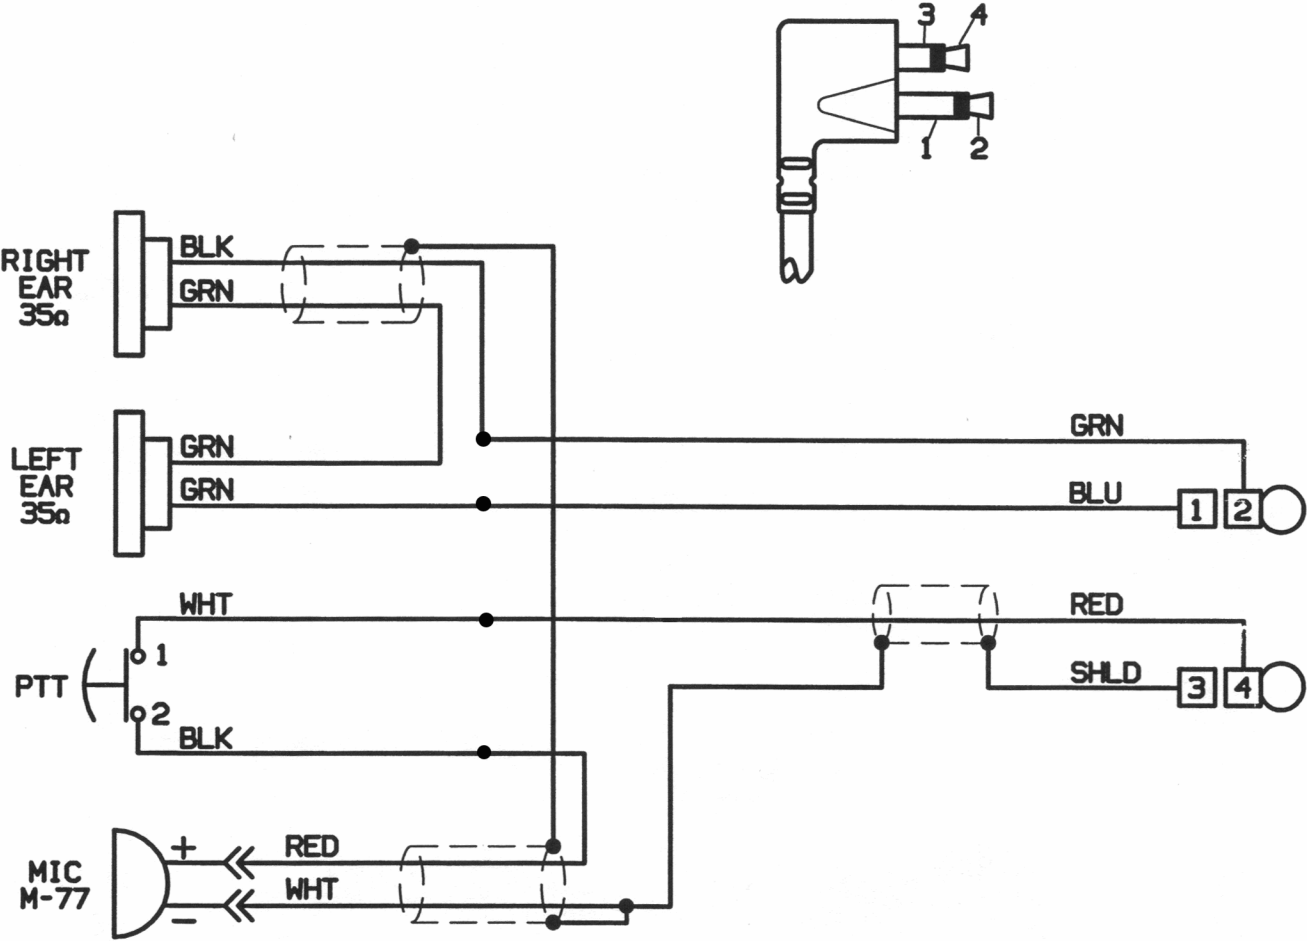 3 4
1 2
RIGHT
EAR
35Ω
BLK
GRN
LEFT
EAR
35Ω
GRN
GRN
GRN
BLU
1 2
WHT
RED
PTT
1
2
SHLD
3 4
BLK
MIC
M-77
+
RED
WHT
−